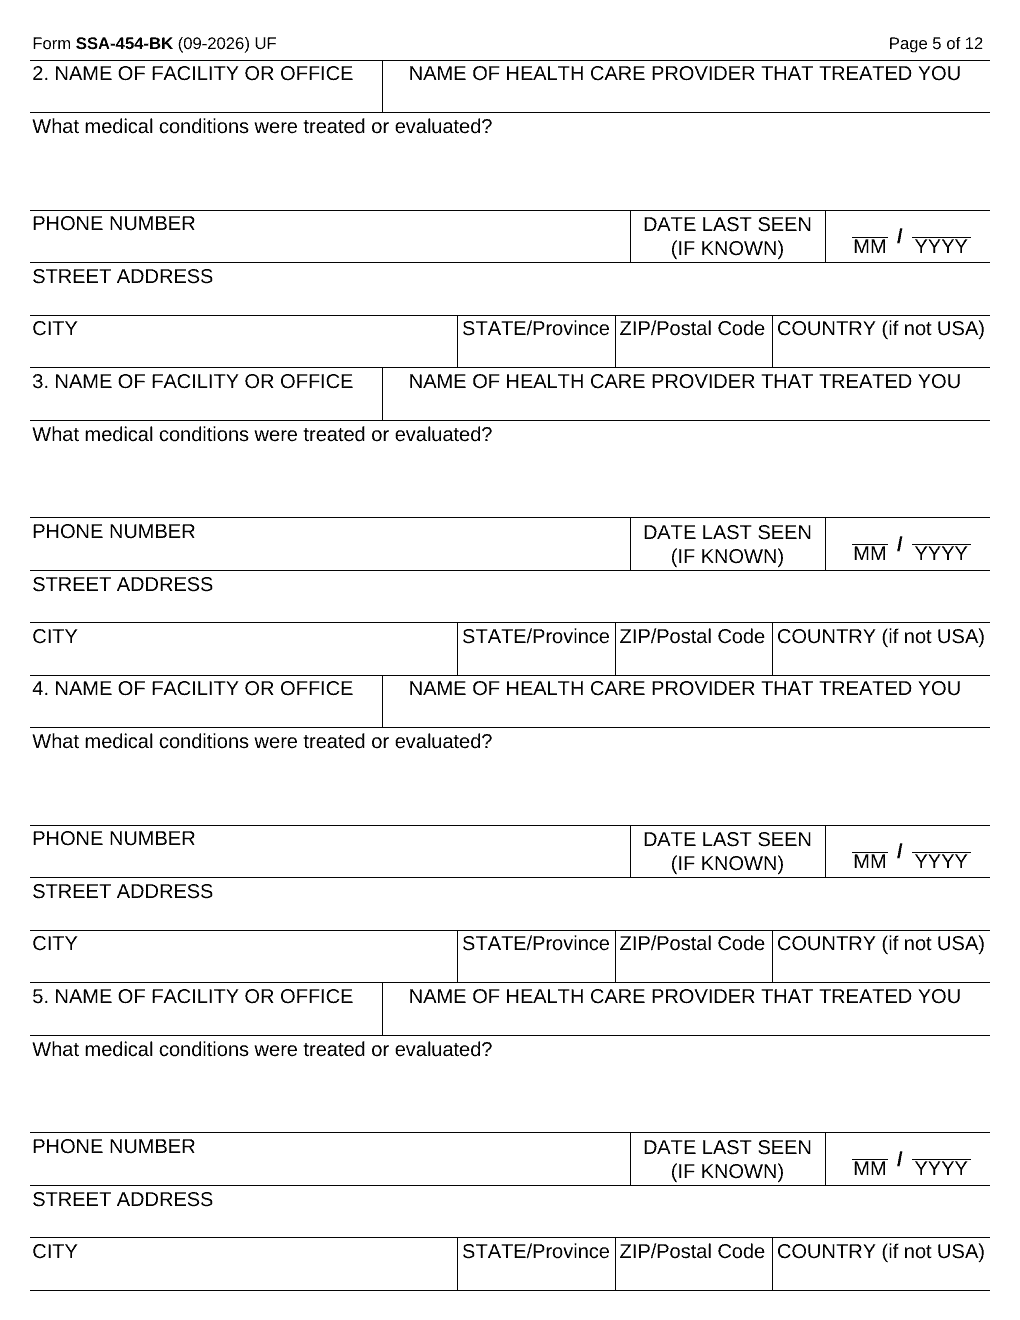 Form SSA-454-BK (09-2026) UF Page 5 of 12
2. NAME OF FACILITY OR OFFICE NAME OF HEALTH CARE PROVIDER THAT TREATED YOU
What medical conditions were treated or evaluated?
PHONE NUMBER DATE LAST SEEN
(IF KNOWN) MM / YYYY
STREET ADDRESS
CITY STATE/Province ZIP/Postal Code COUNTRY (if not USA)
3. NAME OF FACILITY OR OFFICE NAME OF HEALTH CARE PROVIDER THAT TREATED YOU
What medical conditions were treated or evaluated?
PHONE NUMBER DATE LAST SEEN
(IF KNOWN) MM / YYYY
STREET ADDRESS
CITY STATE/Province ZIP/Postal Code COUNTRY (if not USA)
4. NAME OF FACILITY OR OFFICE NAME OF HEALTH CARE PROVIDER THAT TREATED YOU
What medical conditions were treated or evaluated?
PHONE NUMBER DATE LAST SEEN
(IF KNOWN) MM / YYYY
STREET ADDRESS
CITY STATE/Province ZIP/Postal Code COUNTRY (if not USA)
5. NAME OF FACILITY OR OFFICE NAME OF HEALTH CARE PROVIDER THAT TREATED YOU
What medical conditions were treated or evaluated?
PHONE NUMBER DATE LAST SEEN
(IF KNOWN) MM / YYYY
STREET ADDRESS
CITY STATE/Province ZIP/Postal Code COUNTRY (if not USA)